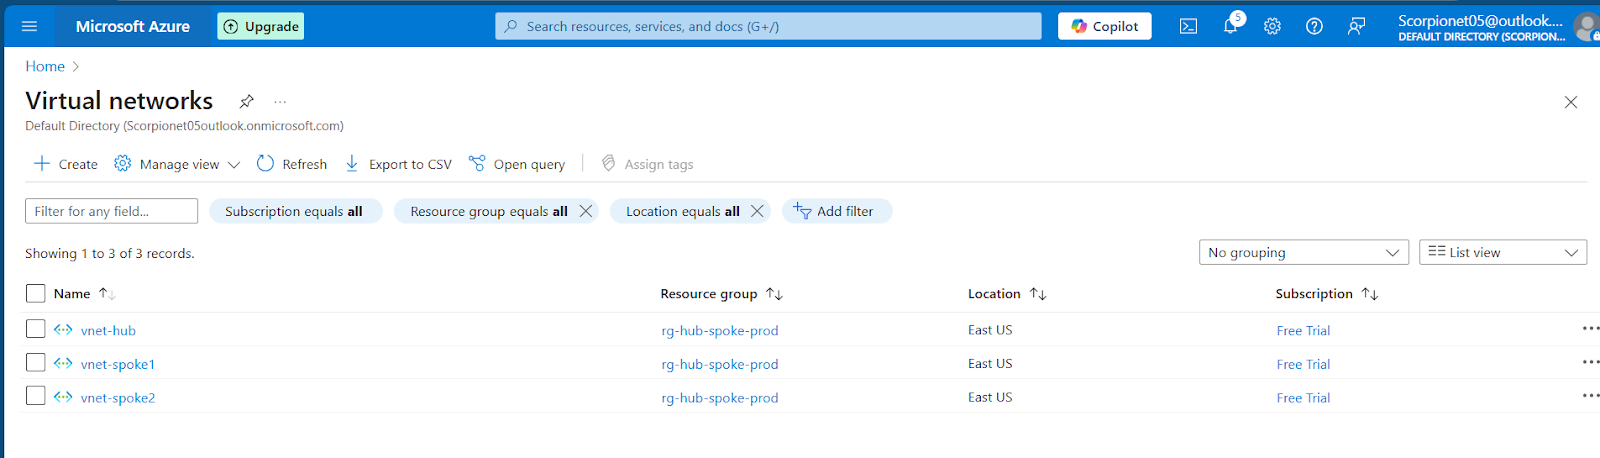 Microsoft Azure Upgrade Search resources, services, and docs (G+/) Copilot 5 Scorpionet05@outlook....
DEFAULT DIRECTORY (SCORPION...
Home
Virtual networks ...
Default Directory (Scorpionet05outlook.onmicrosoft.com)
Create Manage view Refresh Export to CSV Open query Assign tags
Filter for any field... Subscription equals all Resource group equals all Location equals all Add filter
Showing 1 to 3 of 3 records. No grouping List view
Name Resource group Location Subscription
vnet-hub rg-hub-spoke-prod East US Free Trial
vnet-spoke1 rg-hub-spoke-prod East US Free Trial
vnet-spoke2 rg-hub-spoke-prod East US Free Trial